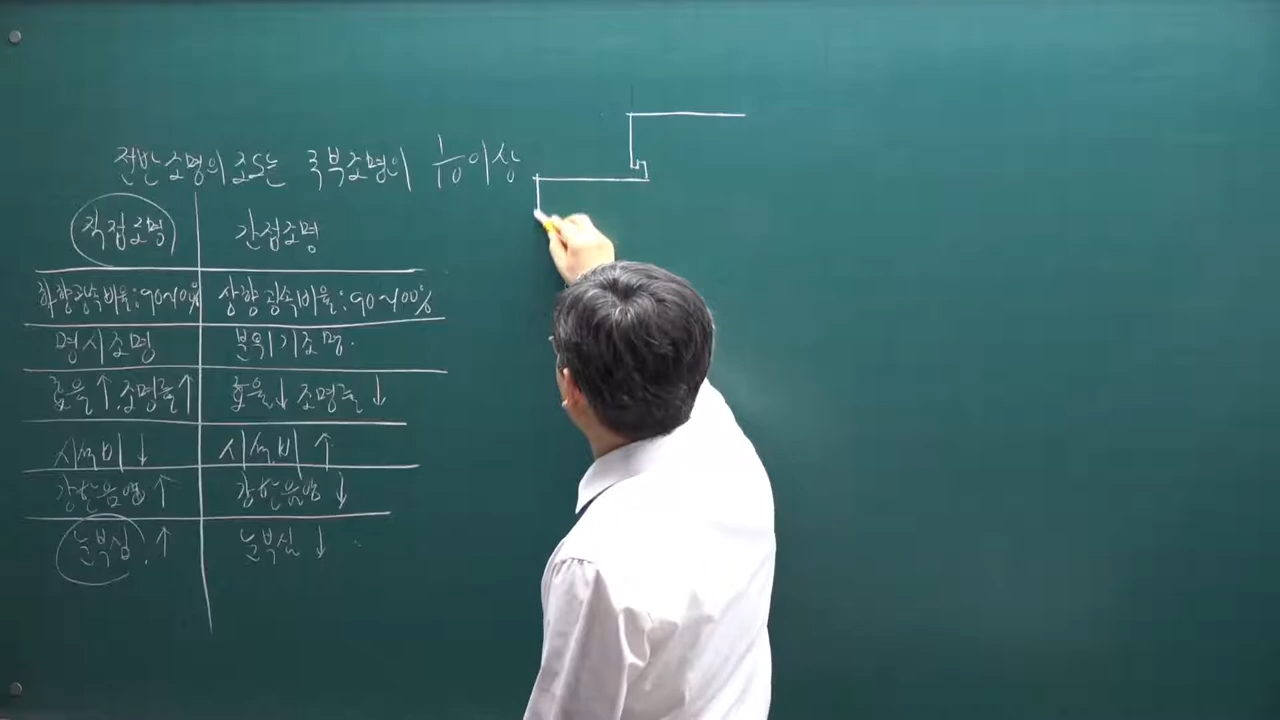 전반조명의 조도는 국부조명의 1/10 이상
직접조명 간접조명
하향광속비율:90~100% 상향 광속비율:90~100%
명시조명 분위기조명.
효율↑.조명률↑ 효율↓ 조명률↓
시설비↓ 시설비↑
강한음영↑ 강한음영↓
눈부심.↑ 눈부심↓